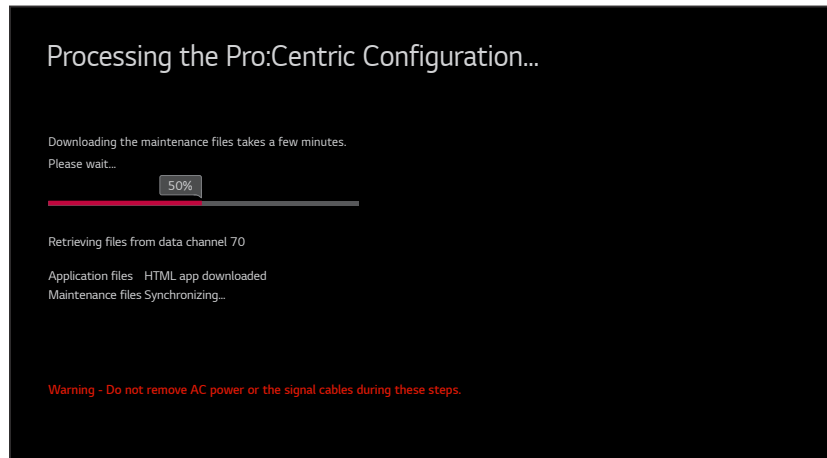 Processing the Pro:Centric Configuration...
Downloading the maintenance files takes a few minutes.
Please wait...
50%
Retrieving files from data channel 70
Application files HTML app downloaded
Maintenance files Synchronizing...
Warning - Do not remove AC power or the signal cables during these steps.